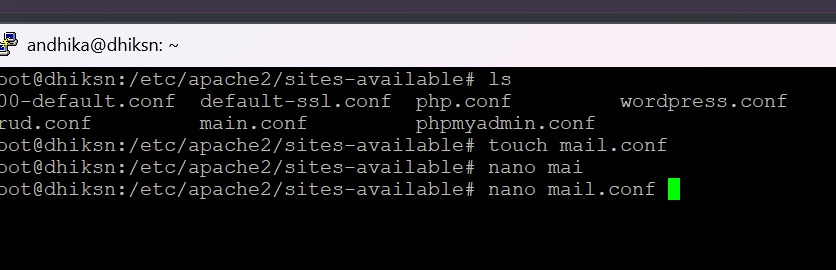 andhika@dhiksn: ~
oot@dhiksn:/etc/apache2/sites-available# ls
00-default.conf  default-ssl.conf  php.conf         wordpress.conf
rud.conf         main.conf         phpmyadmin.conf
oot@dhiksn:/etc/apache2/sites-available# touch mail.conf
oot@dhiksn:/etc/apache2/sites-available# nano mai
oot@dhiksn:/etc/apache2/sites-available# nano mail.conf